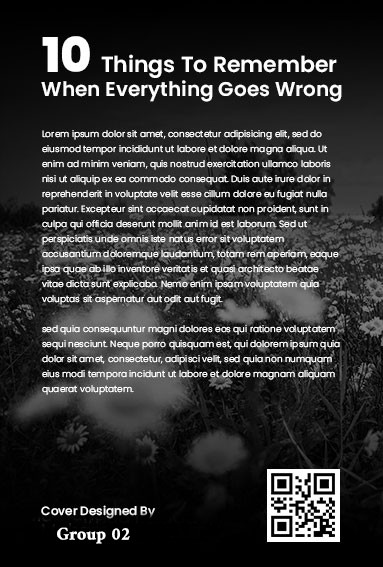 10 Things To Remember
When Everything Goes Wrong
Lorem ipsum dolor sit amet, consectetur adipisicing elit, sed do
eiusmod tempor incididunt ut labore et dolore magna aliqua. Ut
enim ad minim veniam, quis nostrud exercitation ullamco laboris
nisi ut aliquip ex ea commodo consequat. Duis aute irure dolor in
reprehenderit in voluptate velit esse cillum dolore eu fugiat nulla
pariatur. Excepteur sint occaecat cupidatat non proident, sunt in
culpa qui officia deserunt mollit anim id est laborum. Sed ut
perspiciatis unde omnis iste natus error sit voluptatem
accusantium doloremque laudantium, totam rem aperiam, eaque
ipsa quae ab illo inventore veritatis et quasi architecto beatae
vitae dicta sunt explicabo. Nemo enim ipsam voluptatem quia
voluptas sit aspernatur aut odit aut fugit.
sed quia consequuntur magni dolores eos qui ratione voluptatem
sequi nesciunt. Neque porro quisquam est, qui dolorem ipsum quia
dolor sit amet, consectetur, adipisci velit, sed quia non numquam
eius modi tempora incidunt ut labore et dolore magnam aliquam
quaerat voluptatem.
Cover Designed By
Group 02